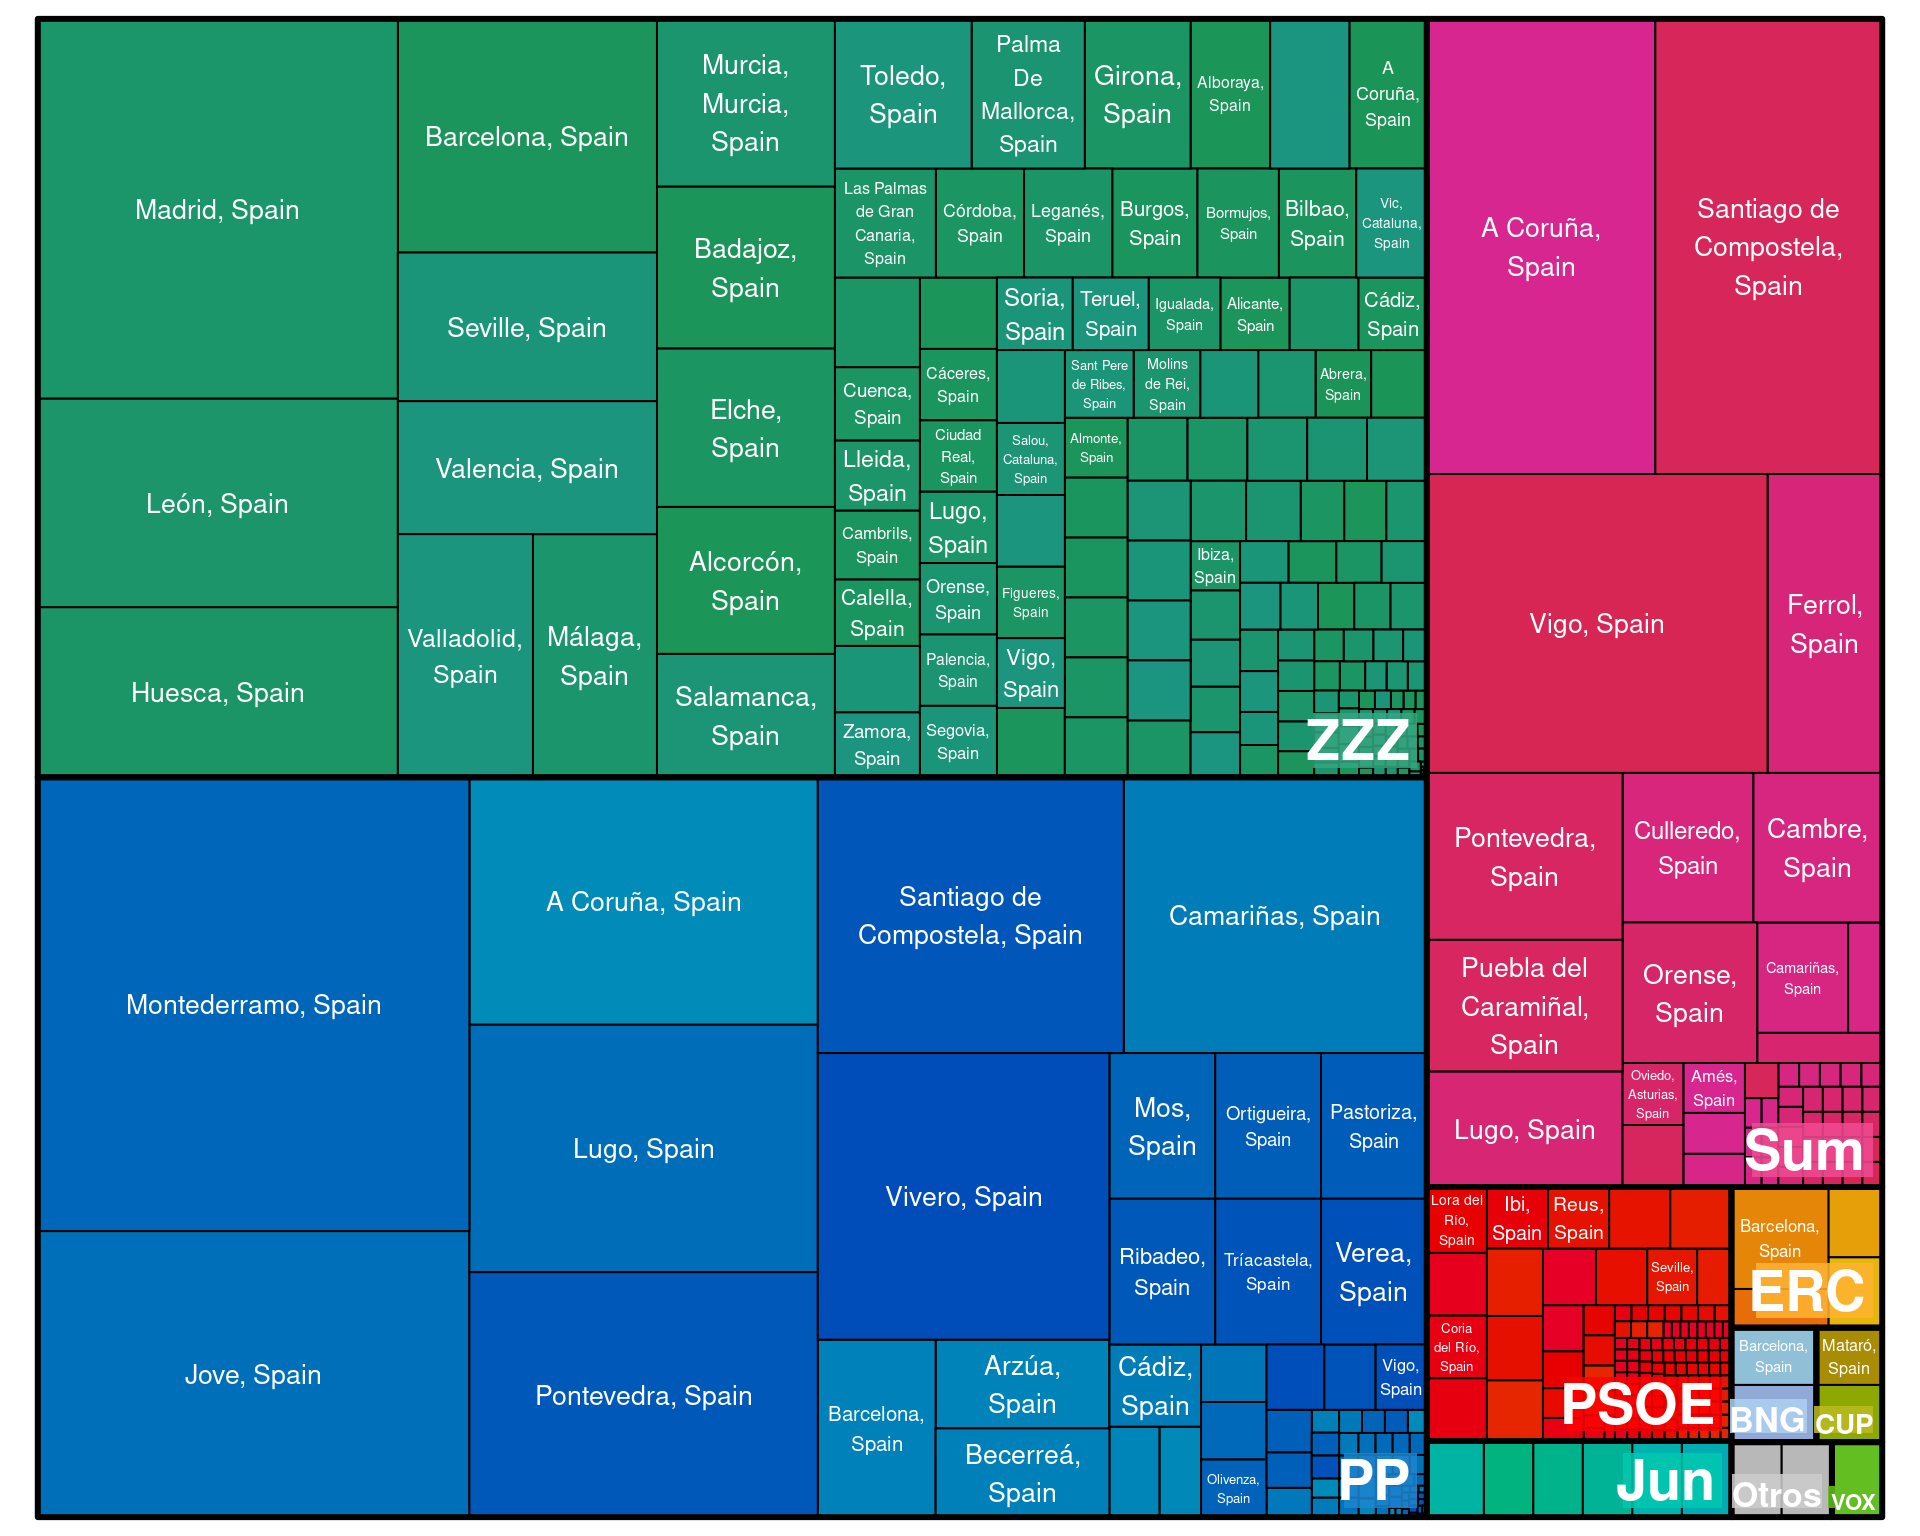 Madrid, Spain
León, Spain
Huesca, Spain
Barcelona, Spain
Seville, Spain
Valencia, Spain
Valladolid,
Spain
Málaga,
Spain
Murcia,
Murcia,
Spain
Badajoz,
Spain
Elche,
Spain
Alcorcón,
Spain
Salamanca,
Spain
Toledo,
Spain
Palma
De
Mallorca,
Spain
Girona,
Spain
Alboraya,
Spain
A
Coruña,
Spain
Las Palmas
de Gran
Canaria,
Spain
Córdoba,
Spain
Leganés,
Spain
Burgos,
Spain
Bormujos,
Spain
Bilbao,
Spain
Vic,
Cataluna,
Spain
Cuenca,
Spain
Lleida,
Spain
Cambrils,
Spain
Calella,
Spain
Zamora,
Spain
Cáceres,
Spain
Ciudad
Real,
Spain
Lugo,
Spain
Orense,
Spain
Palencia,
Spain
Segovia,
Spain
Soria,
Spain
Teruel,
Spain
Igualada,
Spain
Alicante,
Spain
Cádiz,
Spain
Sant Pere
de Ribes,
Spain
Molins
de Rei,
Spain
Abrera,
Spain
Salou,
Cataluna,
Spain
Almonte,
Spain
Figueres,
Spain
Vigo,
Spain
Ibiza,
Spain
ZZZ
Montederramo, Spain
Jove, Spain
A Coruña, Spain
Lugo, Spain
Pontevedra, Spain
Santiago de
Compostela, Spain
Camariñas, Spain
Vivero, Spain
Mos,
Spain
Ortigueira,
Spain
Pastoriza,
Spain
Ribadeo,
Spain
Tríacastela,
Spain
Verea,
Spain
Barcelona,
Spain
Arzúa,
Spain
Becerreá,
Spain
Cádiz,
Spain
Olivenza,
Spain
Vigo,
Spain
PP
A Coruña,
Spain
Santiago de
Compostela,
Spain
Vigo, Spain
Ferrol,
Spain
Pontevedra,
Spain
Culleredo,
Spain
Cambre,
Spain
Puebla del
Caramiñal,
Spain
Orense,
Spain
Camariñas,
Spain
Lugo, Spain
Oviedo,
Asturias,
Spain
Amés,
Spain
Sum
Lora del
Río,
Spain
Ibi,
Spain
Reus,
Spain
Seville,
Spain
Coria
del Río,
Spain
PSOE
Barcelona,
Spain
ERC
Barcelona,
Spain
BNG
Mataró,
Spain
CUP
Jun
Otros
VOX